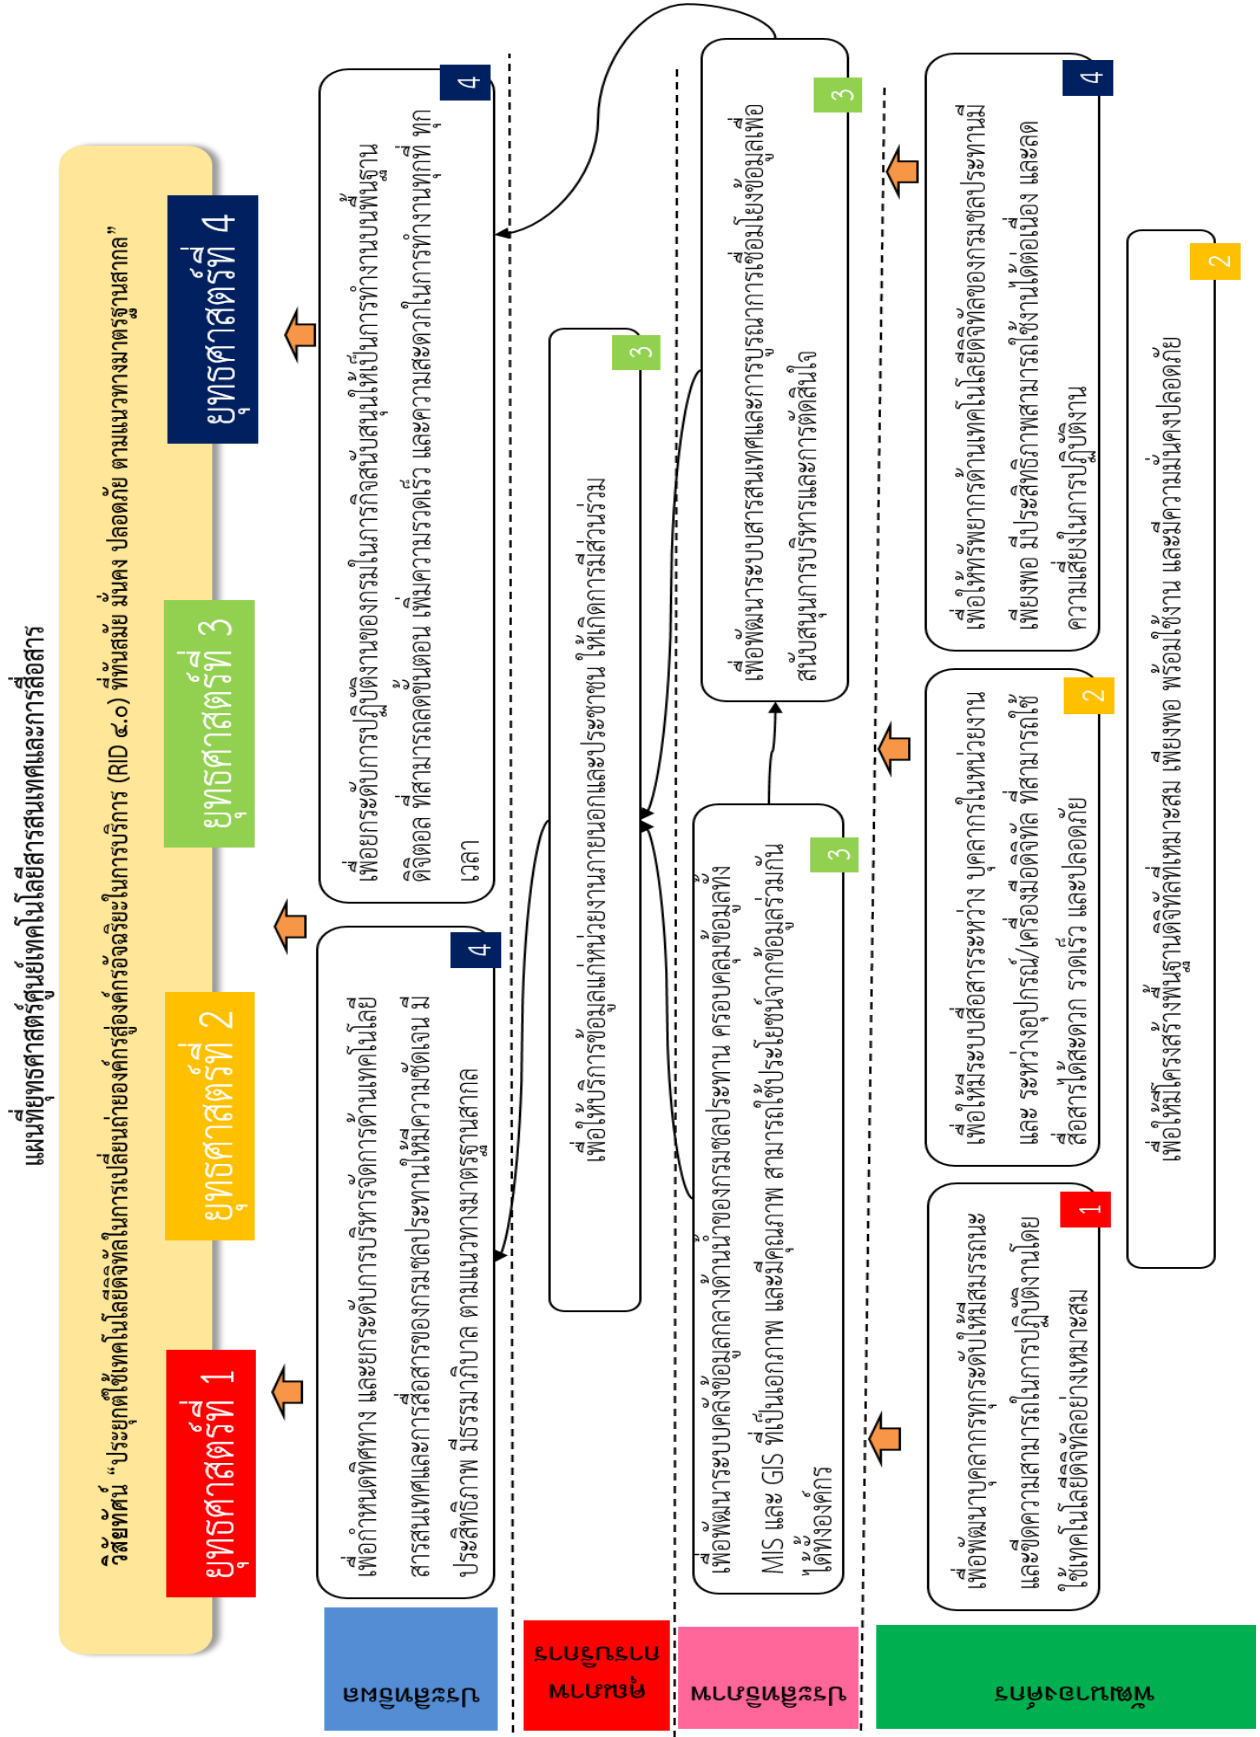 แผนที่ยุทธศาสตร์ศูนย์เทคโนโลยีสารสนเทศและการสื่อสาร
วิสัยทัศน์ “ประยุกต์ใช้เทคโนโลยีดิจิทัลในการเปลี่ยนถ่ายองค์กรสู่องค์กรอัจฉริยะในการบริการ (RID ๔.๐) ที่ทันสมัย มั่นคง ปลอดภัย ตามแนวทางมาตรฐานสากล”
ยุทธศาสตร์ที่ 1
ยุทธศาสตร์ที่ 2
ยุทธศาสตร์ที่ 3
ยุทธศาสตร์ที่ 4
ประสิทธิผล
เพื่อกำหนดทิศทาง และยกระดับการบริหารจัดการด้านเทคโนโลยี
สารสนเทศและการสื่อสารของกรมชลประทานให้มีความชัดเจน มี
ประสิทธิภาพ มีธรรมาภิบาล ตามแนวทางมาตรฐานสากล
4
เพื่อยกระดับการปฏิบัติงานของกรมในภารกิจสนับสนุนให้เป็นการทำงานบนพื้นฐาน
ดิจิตอล ที่สามารถลดขั้นตอน เพิ่มความรวดเร็ว และความสะดวกในการทำงานทุกที่ ทุก
เวลา
4
คุณภาพ
การบริการ
เพื่อให้บริการข้อมูลแก่หน่วยงานภายนอกและประชาชน ให้เกิดการมีส่วนร่วม
3
ประสิทธิภาพ
เพื่อพัฒนาระบบคลังข้อมูลกลางด้านน้ำของกรมชลประทาน ครอบคลุมข้อมูลทั้ง
MIS และ GIS ที่เป็นเอกภาพ และมีคุณภาพ สามารถใช้ประโยชน์จากข้อมูลร่วมกัน
ได้ทั้งองค์กร
3
เพื่อพัฒนาระบบสารสนเทศและการบูรณาการเชื่อมโยงข้อมูลเพื่อ
สนับสนุนการบริหารและการตัดสินใจ
3
พัฒนาองค์กร
เพื่อพัฒนาบุคลากรทุกระดับให้มีสมรรถนะ
และขีดความสามารถในการปฏิบัติงานโดย
ใช้เทคโนโลยีดิจิทัลอย่างเหมาะสม
1
เพื่อให้มีระบบสื่อสารระหว่าง บุคลากรในหน่วยงาน
และ ระหว่างอุปกรณ์/เครื่องมือดิจิทัล ที่สามารถใช้
สื่อสารได้สะดวก รวดเร็ว และปลอดภัย
2
เพื่อให้ทรัพยากรด้านเทคโนโลยีดิจิทัลของกรมชลประทานมี
เพียงพอ มีประสิทธิภาพสามารถใช้งานได้ต่อเนื่อง และลด
ความเสี่ยงในการปฏิบัติงาน
4
เพื่อให้มีโครงสร้างพื้นฐานดิจิทัลที่เหมาะสม เพียงพอ พร้อมใช้งาน และมีความมั่นคงปลอดภัย
2